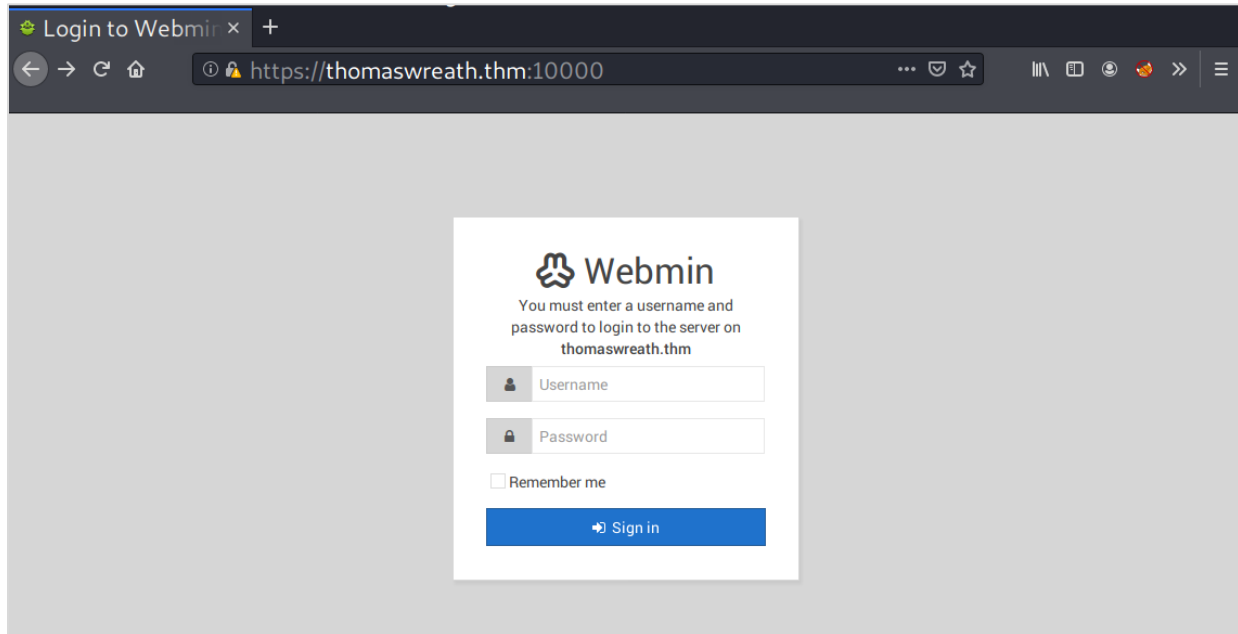 Login to Webmin
https://thomaswreath.thm:10000
Webmin
You must enter a username and
password to login to the server on
thomaswreath.thm
Username
Password
Remember me
Sign in